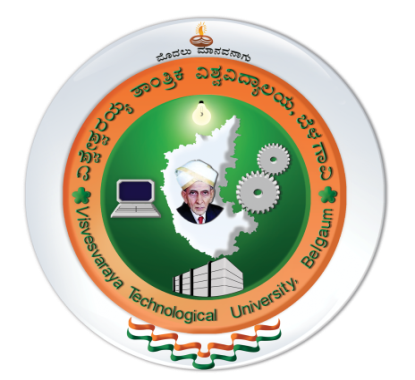 ಮೊದಲು ಮಾನವನಾಗು
ವಿಶ್ವೇಶ್ವರಯ್ಯ ತಾಂತ್ರಿಕ ವಿಶ್ವವಿದ್ಯಾಲಯ, ಬೆಳಗಾವಿ
Visvesvaraya Technological University, Belgaum